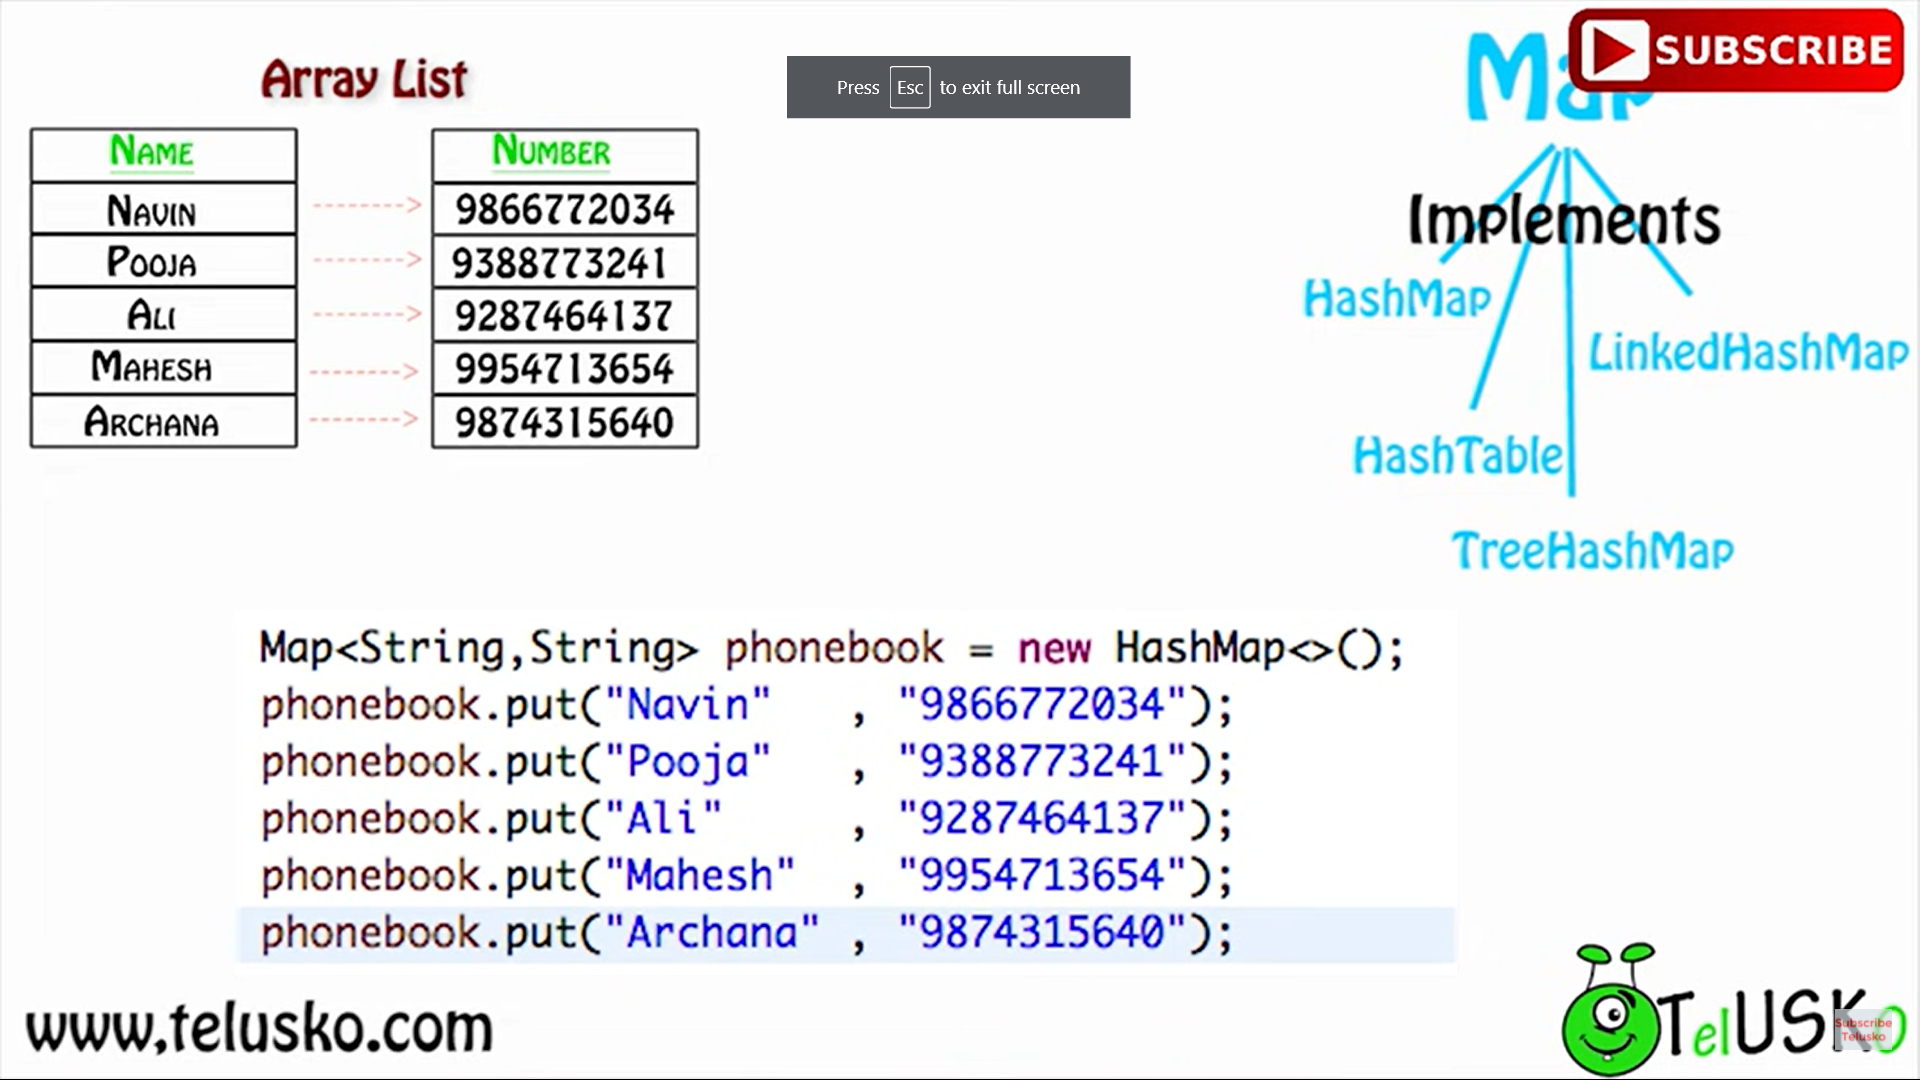 Array List
Press Esc to exit full screen
Map
SUBSCRIBE
NAME NUMBER
NAVIN 9866772034
POOJA 9388773241
ALI 9287464137
MAHESH 9954713654
ARCHANA 9874315640
Implements
HashMap
LinkedHashMap
HashTable
TreeHashMap
Map<String,String> phonebook = new HashMap<>();
phonebook.put("Navin" , "9866772034");
phonebook.put("Pooja" , "9388773241");
phonebook.put("Ali" , "9287464137");
phonebook.put("Mahesh" , "9954713654");
phonebook.put("Archana" , "9874315640");
www.telusko.com
TelUSKo
Subscribe
Telusko